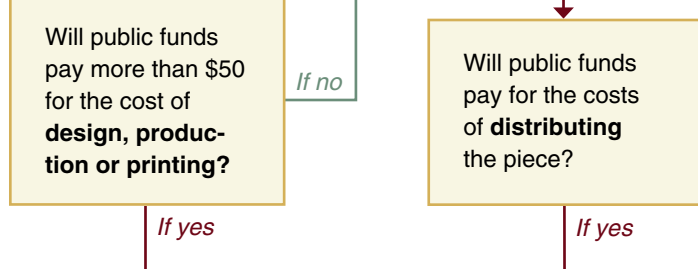 Will public funds
pay more than $50
for the cost of
design, produc-
tion or printing?
If no
If yes
Will public funds
pay for the costs
of distributing
the piece?
If yes